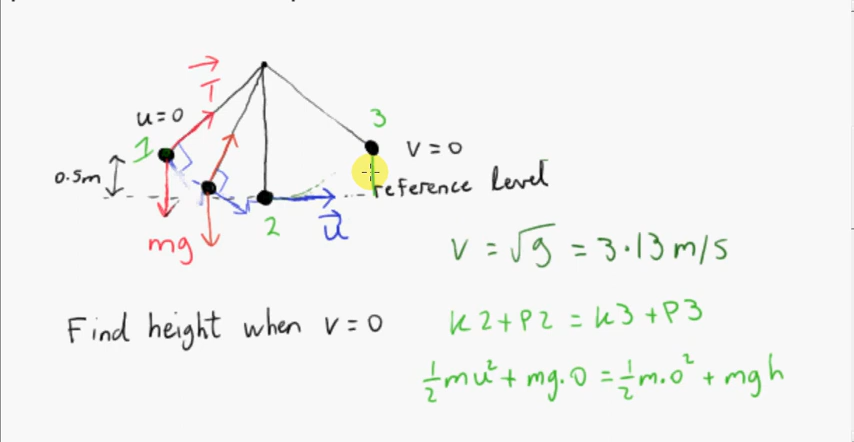 T
u=0
3
1
V=0
0.5m
reference level
2
u
mg
V = √g = 3.13 m/s
Find height when v=0
K2+P2 = K3+P3
½mu²+ mg.0 = ½m.0² + mgh